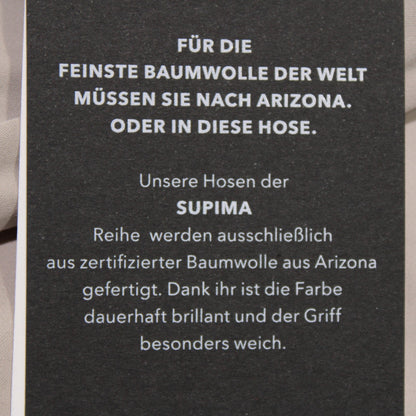 FÜR DIE
FEINSTE BAUMWOLLE DER WELT
MÜSSEN SIE NACH ARIZONA.
ODER IN DIESE HOSE.
Unsere Hosen der
SUPIMA
Reihe werden ausschließlich
aus zertifizierter Baumwolle aus Arizona
gefertigt. Dank ihr ist die Farbe
dauerhaft brillant und der Griff
besonders weich.